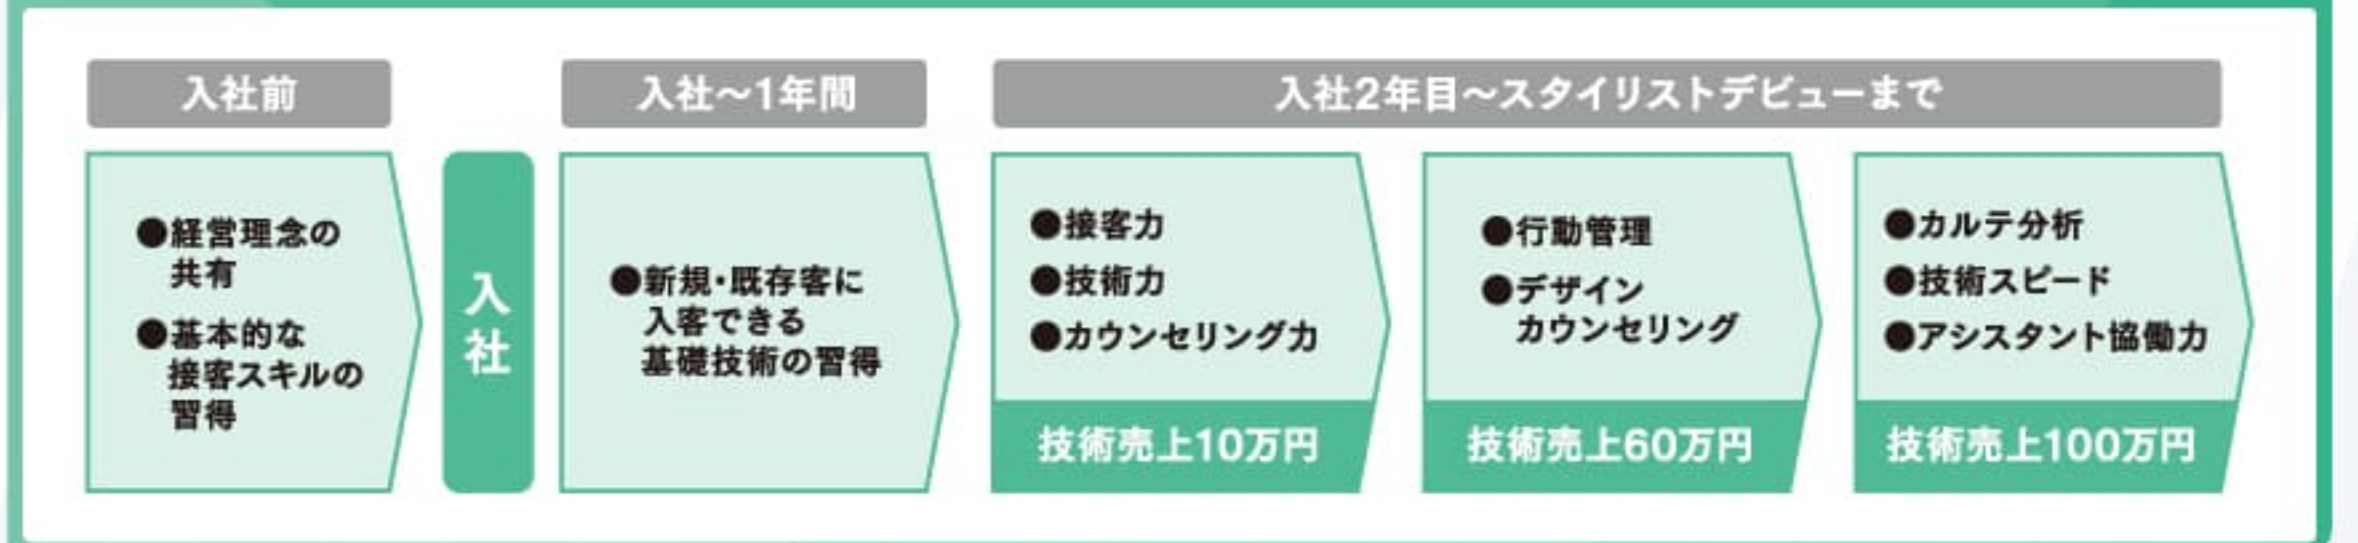 入社前
●経営理念の
共有
●基本的な
接客スキルの
習得
入社
入社～1年間
●新規・既存客に
入客できる
基礎技術の習得
入社2年目～スタイリストデビューまで
●接客力
●技術力
●カウンセリング力
技術売上10万円
●行動管理
●デザイン
カウンセリング
技術売上60万円
●カルテ分析
●技術スピード
●アシスタント協働力
技術売上100万円